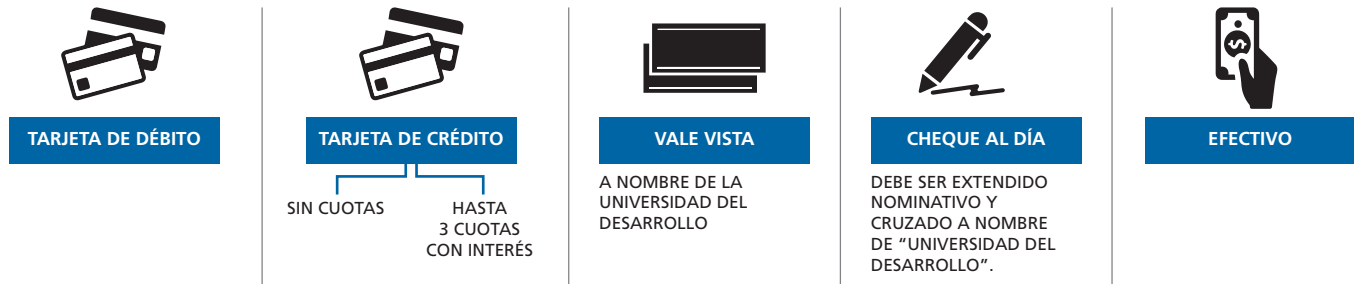 TARJETA DE DÉBITO
TARJETA DE CRÉDITO
SIN CUOTAS
HASTA
3 CUOTAS
CON INTERÉS
VALE VISTA
A NOMBRE DE LA
UNIVERSIDAD DEL
DESARROLLO
CHEQUE AL DÍA
DEBE SER EXTENDIDO
NOMINATIVO Y
CRUZADO A NOMBRE
DE “UNIVERSIDAD DEL
DESARROLLO”.
$
EFECTIVO